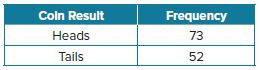 Coin Result Frequency
Heads 73
Tails 52